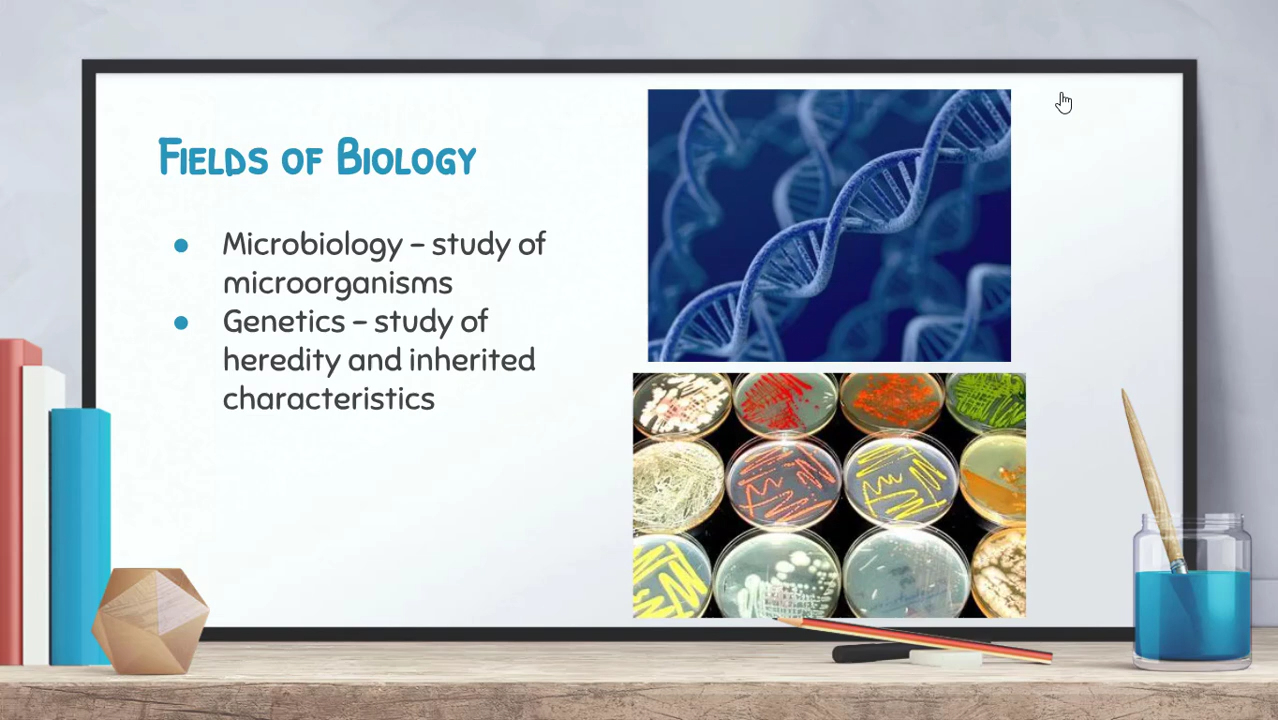 Fields of Biology
● Microbiology – study of
microorganisms
● Genetics – study of
heredity and inherited
characteristics